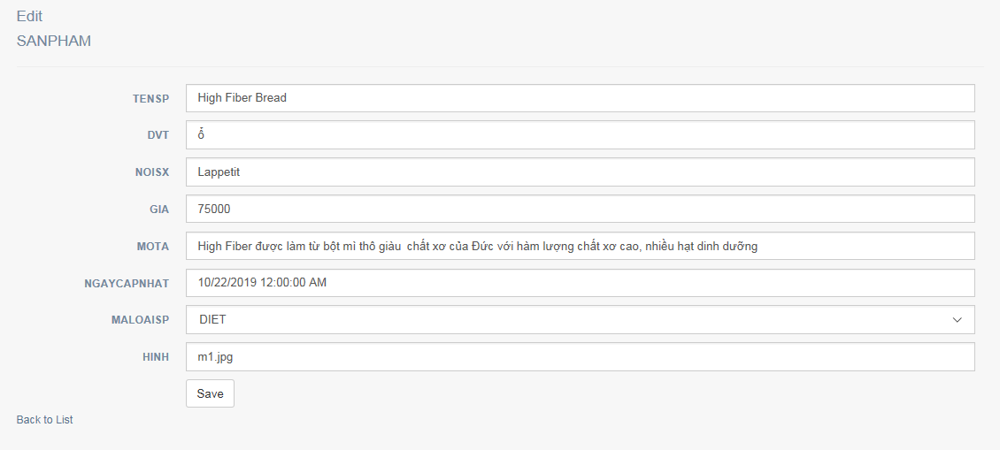 Edit
SANPHAM
TENSP High Fiber Bread
DVT ổ
NOISX Lappetit
GIA 75000
MOTA High Fiber được làm từ bột mì thô giàu  chất xơ của Đức với hàm lượng chất xơ cao, nhiều hạt dinh dưỡng
NGAYCAPNHAT 10/22/2019 12:00:00 AM
MALOAISP DIET
HINH m1.jpg
Save
Back to List